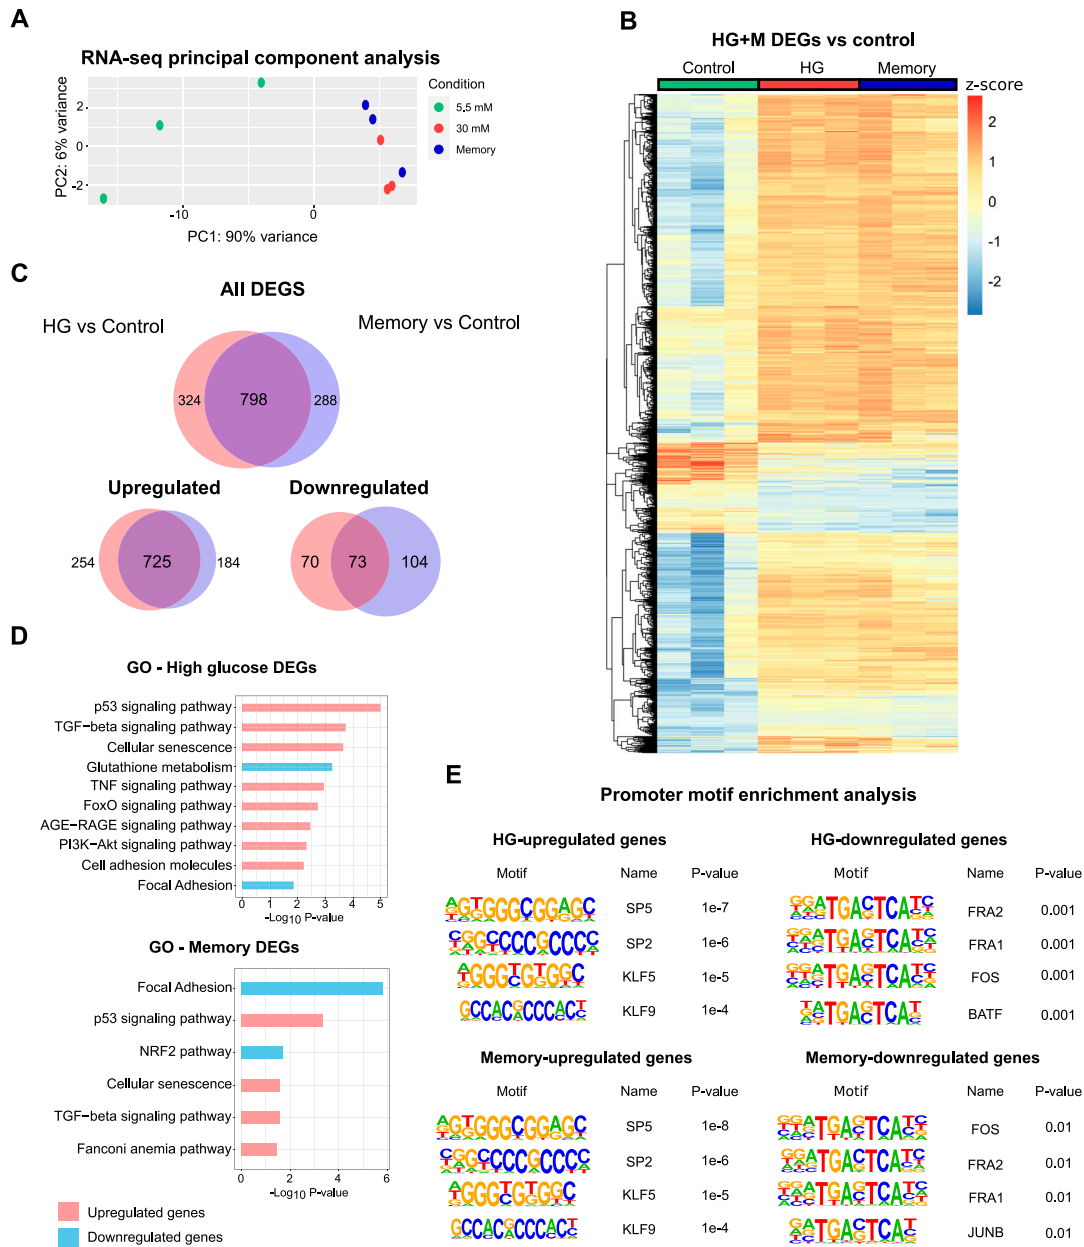 A
RNA-seq principal component analysis
PC2: 6% variance
2
0
-2
-10
0
PC1: 90% variance
Condition
5.5 mM
30 mM
Memory
B
HG+M DEGs vs control
Control
HG
Memory
z-score
2
1
0
-1
-2
C
All DEGS
HG vs Control
Memory vs Control
324
798
288
Upregulated
Downregulated
254
725
184
70
73
104
D
GO - High glucose DEGs
p53 signaling pathway
TGF-beta signaling pathway
Cellular senescence
Glutathione metabolism
TNF signaling pathway
FoxO signaling pathway
AGE-RAGE signaling pathway
PI3K-Akt signaling pathway
Cell adhesion molecules
Focal Adhesion
0 1 2 3 4 5
-Log10 P-value
GO - Memory DEGs
Focal Adhesion
p53 signaling pathway
NRF2 pathway
Cellular senescence
TGF-beta signaling pathway
Fanconi anemia pathway
0 2 4 6
-Log10 P-value
Upregulated genes
Downregulated genes
E
Promoter motif enrichment analysis
HG-upregulated genes
Motif Name P-value
SP5 1e-7
SP2 1e-6
KLF5 1e-5
KLF9 1e-4
HG-downregulated genes
Motif Name P-value
FRA2 0.001
FRA1 0.001
FOS 0.001
BATF 0.001
Memory-upregulated genes
Motif Name P-value
SP5 1e-8
SP2 1e-6
KLF5 1e-5
KLF9 1e-4
Memory-downregulated genes
Motif Name P-value
FOS 0.01
FRA2 0.01
FRA1 0.01
JUNB 0.01